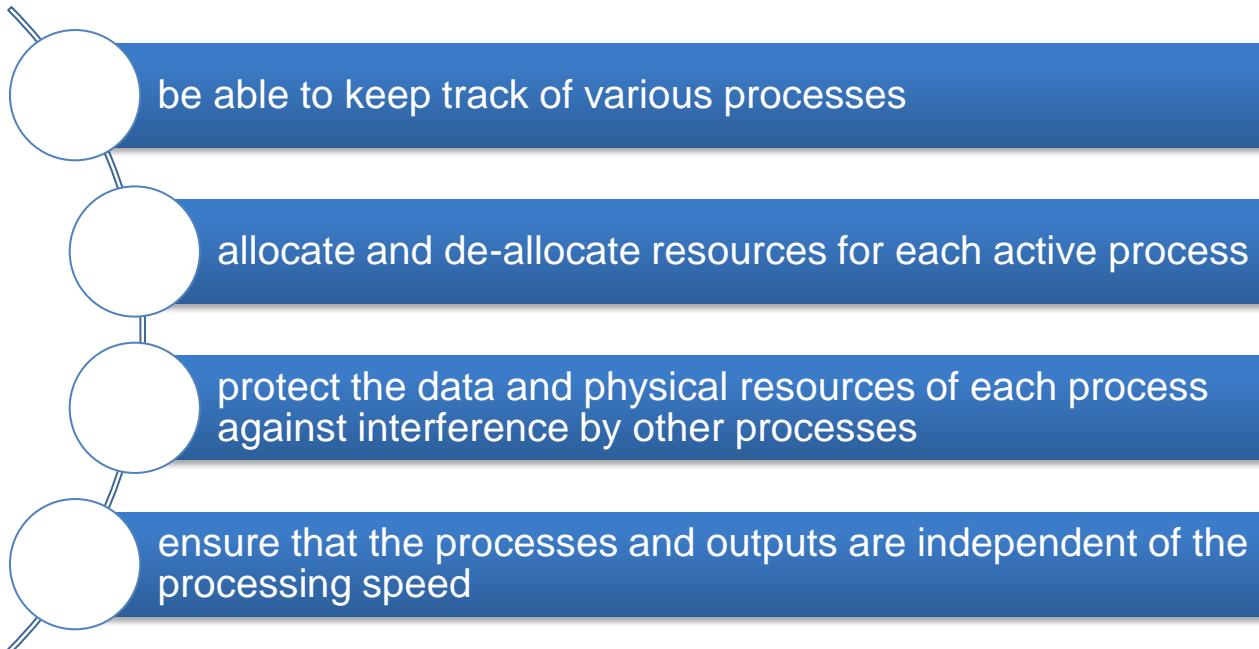 be able to keep track of various processes
allocate and de-allocate resources for each active process
protect the data and physical resources of each process
against interference by other processes
ensure that the processes and outputs are independent of the
processing speed